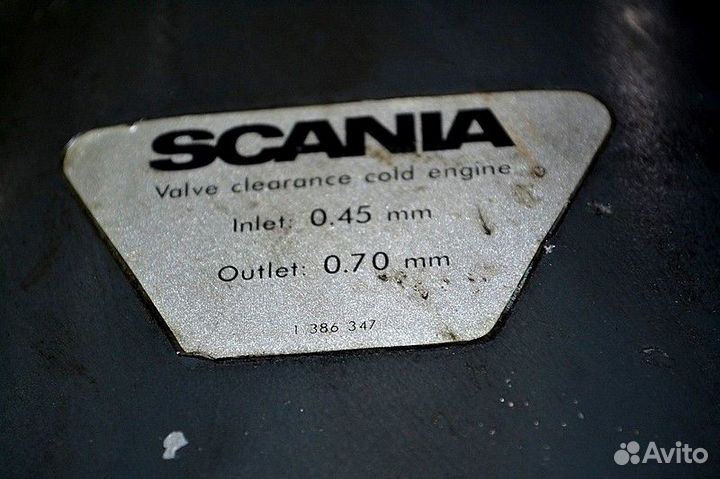 SCANIA
Valve clearance cold engine
Inlet: 0.45 mm
Outlet: 0.70 mm
1 386 347
Avito